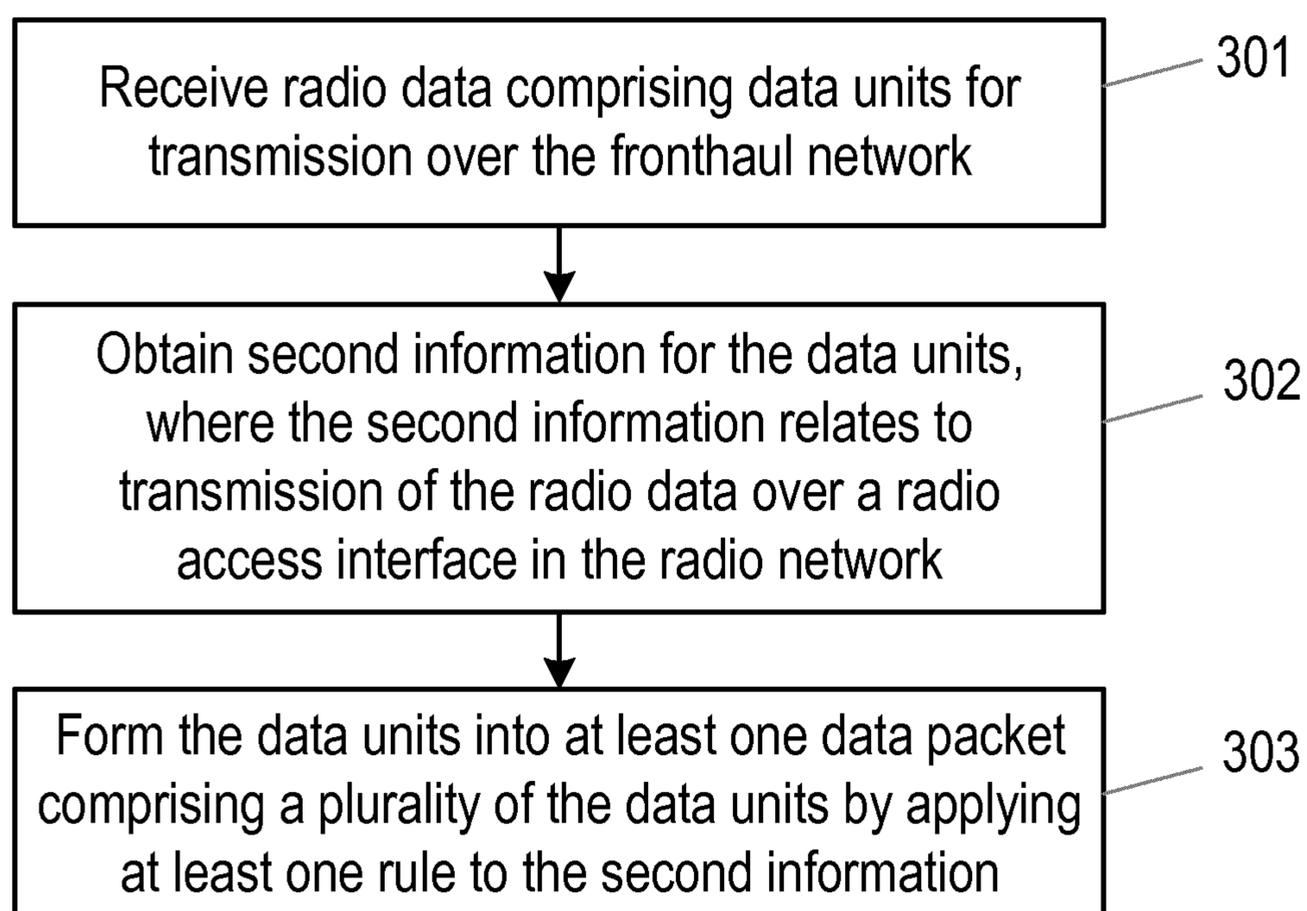 Receive radio data comprising data units for
transmission over the fronthaul network
301
Obtain second information for the data units,
where the second information relates to
transmission of the radio data over a radio
access interface in the radio network
302
Form the data units into at least one data packet
comprising a plurality of the data units by applying
at least one rule to the second information
303